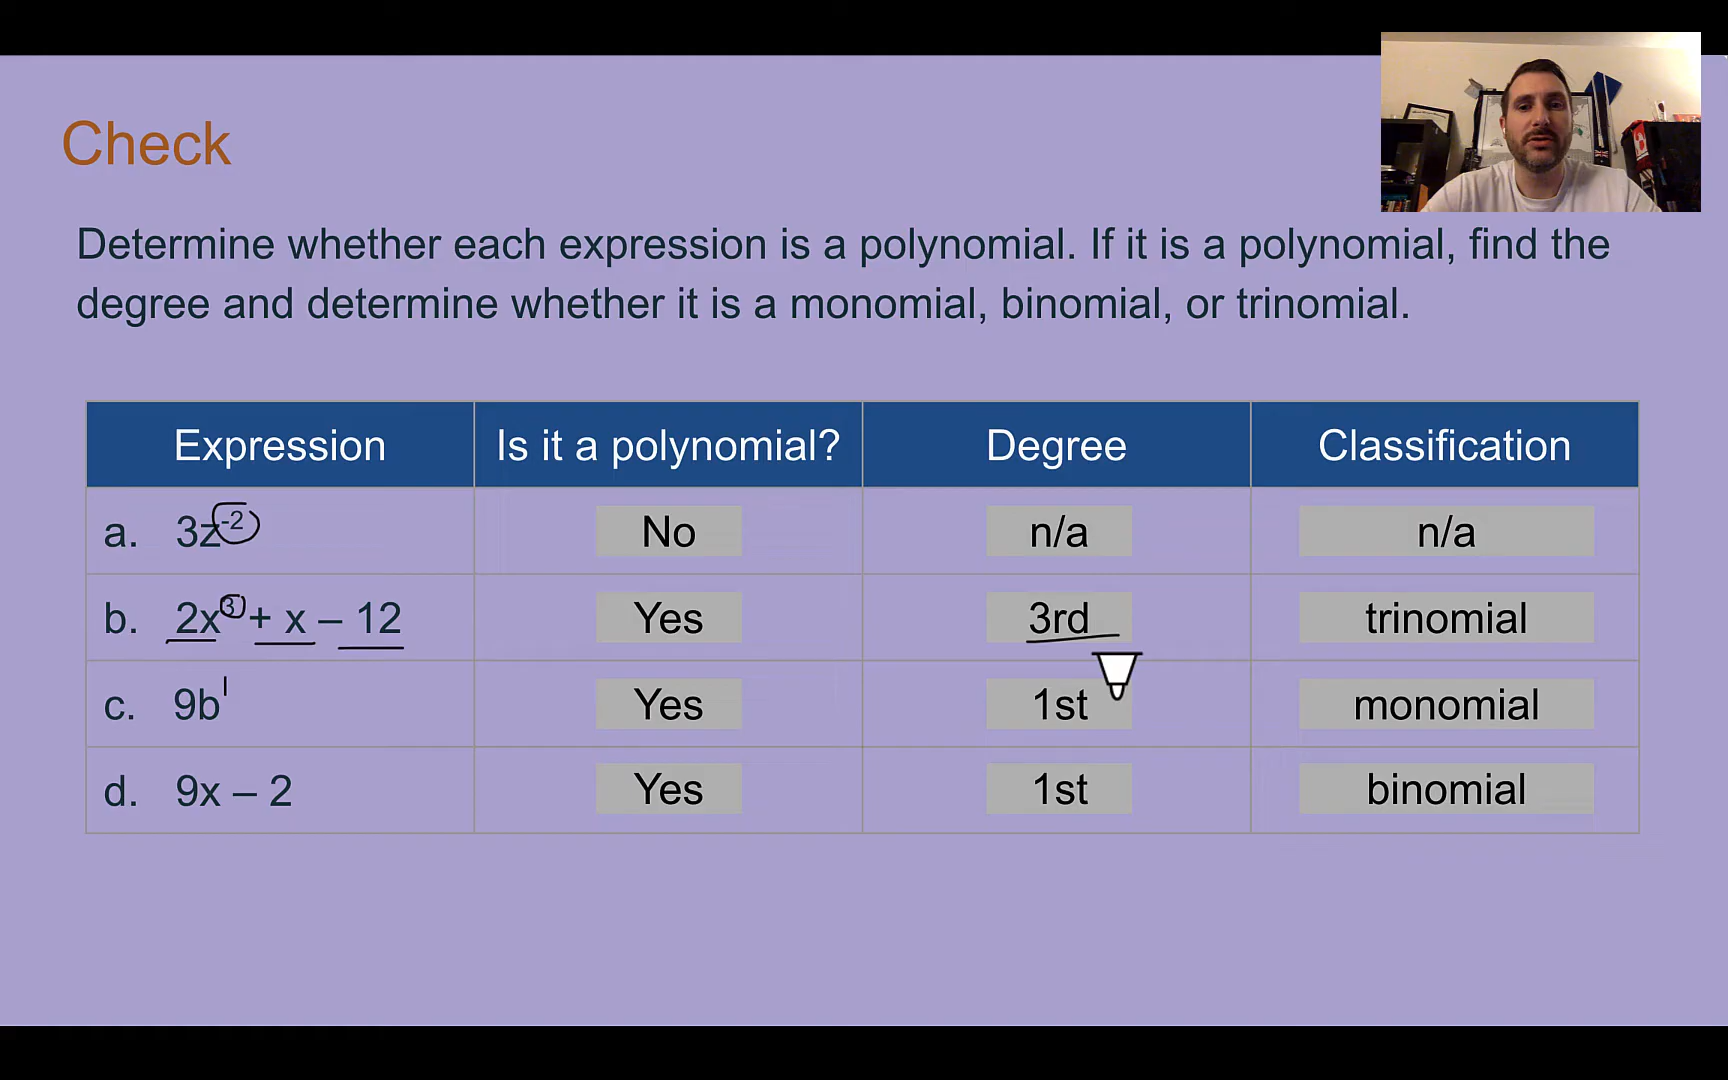 Check
Determine whether each expression is a polynomial. If it is a polynomial, find the
degree and determine whether it is a monomial, binomial, or trinomial.
Expression Is it a polynomial? Degree Classification
a. 3z⁻² No n/a n/a
b. 2x³ + x – 12 Yes 3rd trinomial
c. 9b¹ Yes 1st monomial
d. 9x – 2 Yes 1st binomial